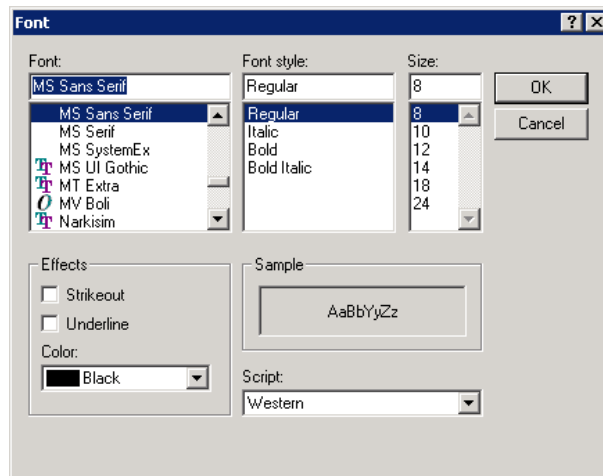 Font
Font: Font style: Size:
MS Sans Serif Regular 8 OK
MS Sans Serif Regular 8 Cancel
MS Serif Italic 10
MS SystemEx Bold 12
MS UI Gothic Bold Italic 14
MT Extra 18
MV Boli 24
Narkisim
Effects Sample
Strikeout AaBbYyZz
Underline
Color:
Black
Script:
Western